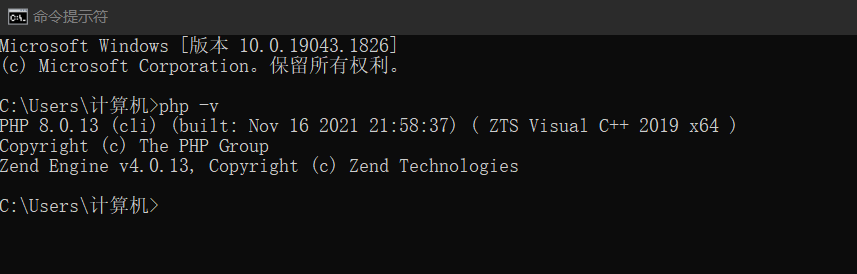 命令提示符
Microsoft Windows [版本 10.0.19043.1826]
(c) Microsoft Corporation。保留所有权利。
C:\Users\计算机>php -v
PHP 8.0.13 (cli) (built: Nov 16 2021 21:58:37) ( ZTS Visual C++ 2019 x64 )
Copyright (c) The PHP Group
Zend Engine v4.0.13, Copyright (c) Zend Technologies
C:\Users\计算机>